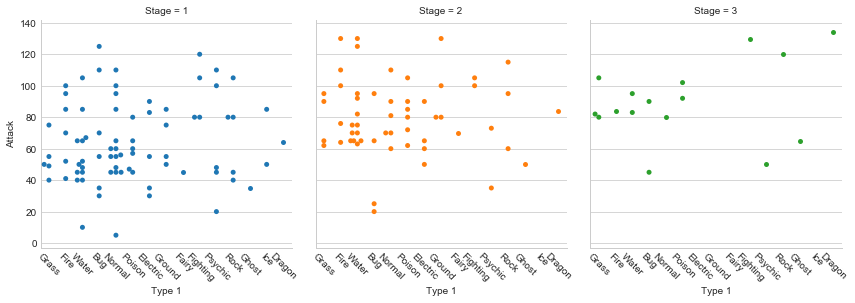 Stage = 1
Stage = 2
Stage = 3
140
120
100
80
60
40
20
0
Attack
Grass Fire Water Bug Normal Poison Electric Ground Fairy Fighting Psychic Rock Ghost Ice Dragon
Grass Fire Water Bug Normal Poison Electric Ground Fairy Fighting Psychic Rock Ghost Ice Dragon
Grass Fire Water Bug Normal Poison Electric Ground Fairy Fighting Psychic Rock Ghost Ice Dragon
Type 1
Type 1
Type 1